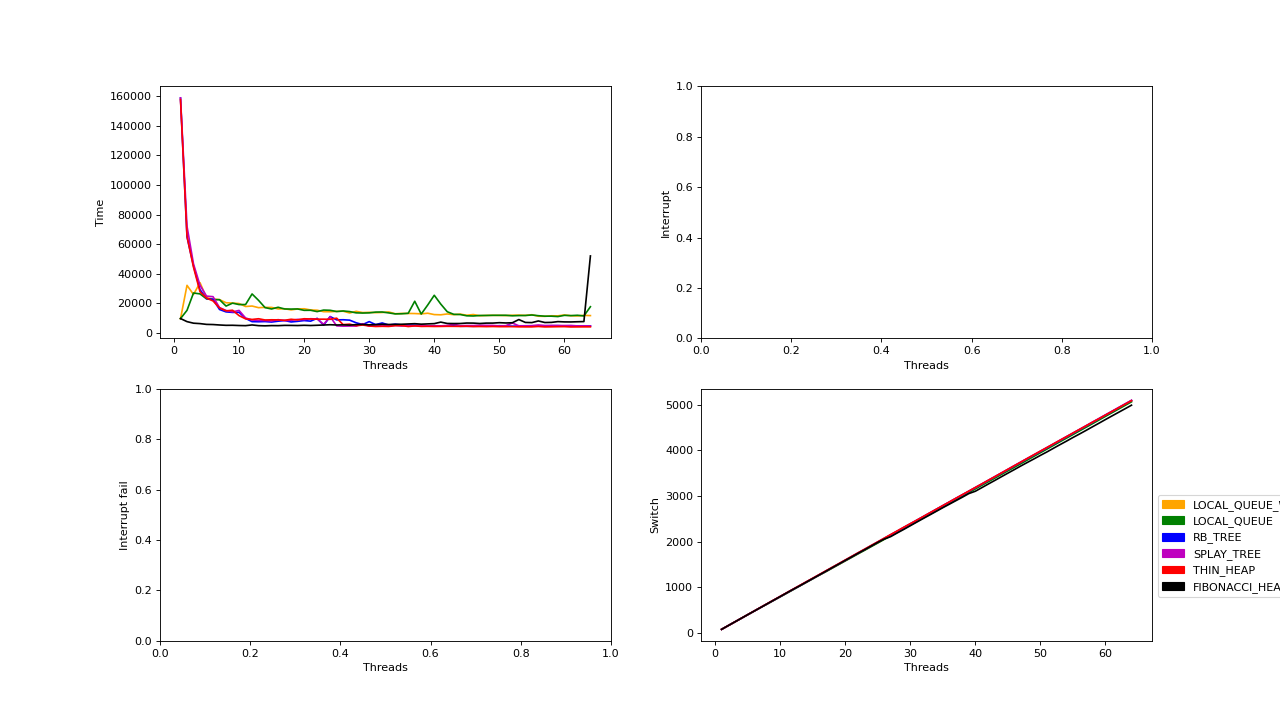 160000
140000
120000
100000
80000
60000
40000
20000
0
Time
0 10 20 30 40 50 60
Threads
1.0
0.8
0.6
0.4
0.2
0.0
Interrupt
0.0 0.2 0.4 0.6 0.8 1.0
Threads
1.0
0.8
0.6
0.4
0.2
0.0
Interrupt fail
0.0 0.2 0.4 0.6 0.8 1.0
Threads
5000
4000
3000
2000
1000
0
Switch
0 10 20 30 40 50 60
Threads
LOCAL_QUEUE_
LOCAL_QUEUE
RB_TREE
SPLAY_TREE
THIN_HEAP
FIBONACCI_HEA